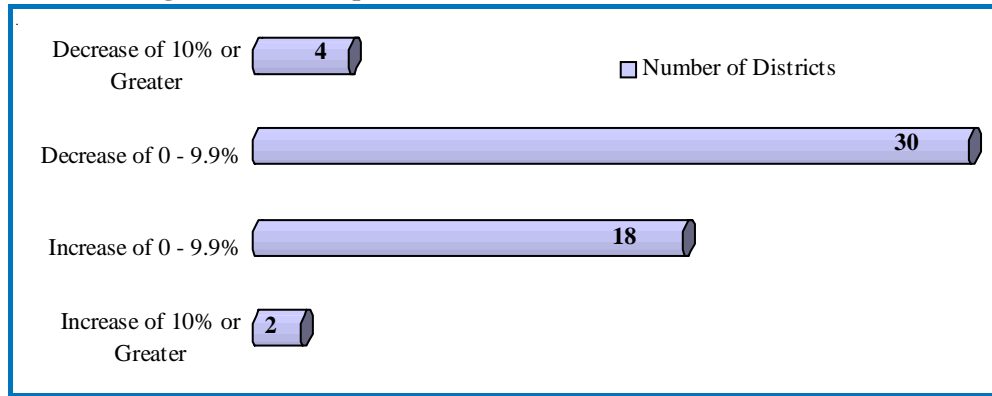 Decrease of 10% or
Greater
4
Number of Districts
Decrease of 0 - 9.9%
30
Increase of 0 - 9.9%
18
Increase of 10% or
Greater
2